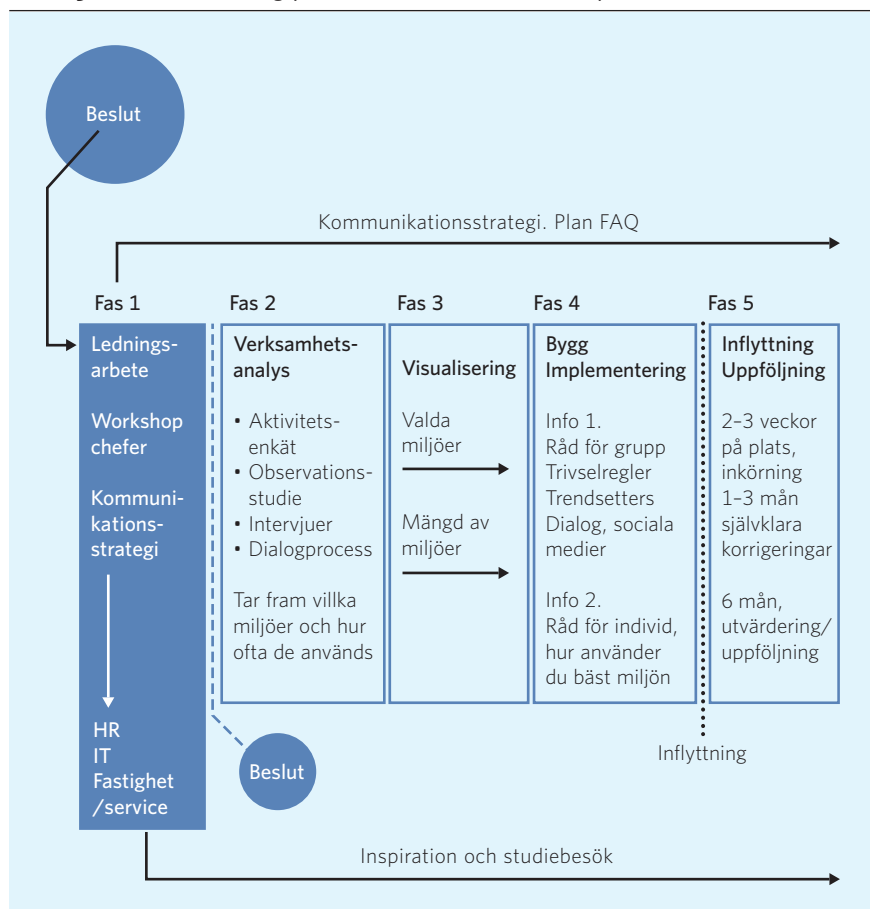 Beslut
Kommunikationsstrategi. Plan FAQ
Fas 1
Lednings-
arbete
Workshop
chefer
Kommuni-
kations-
strategi
HR
IT
Fastighet
/service
Fas 2
Verksamhets-
analys
• Aktivitets-
enkät
• Observations-
studie
• Intervjuer
• Dialogprocess
Tar fram villka
miljöer och hur
ofta de används
Beslut
Fas 3
Visualisering
Valda
miljöer
Mängd av
miljöer
Fas 4
Bygg
Implementering
Info 1.
Råd för grupp
Trivselregler
Trendsetters
Dialog, sociala
medier
Info 2.
Råd för individ,
hur använder
du bäst miljön
Fas 5
Inflyttning
Uppföljning
2–3 veckor
på plats,
inkörning
1–3 mån
självklara
korrigeringar
6 mån,
utvärdering/
uppföljning
Inflyttning
Inspiration och studiebesök